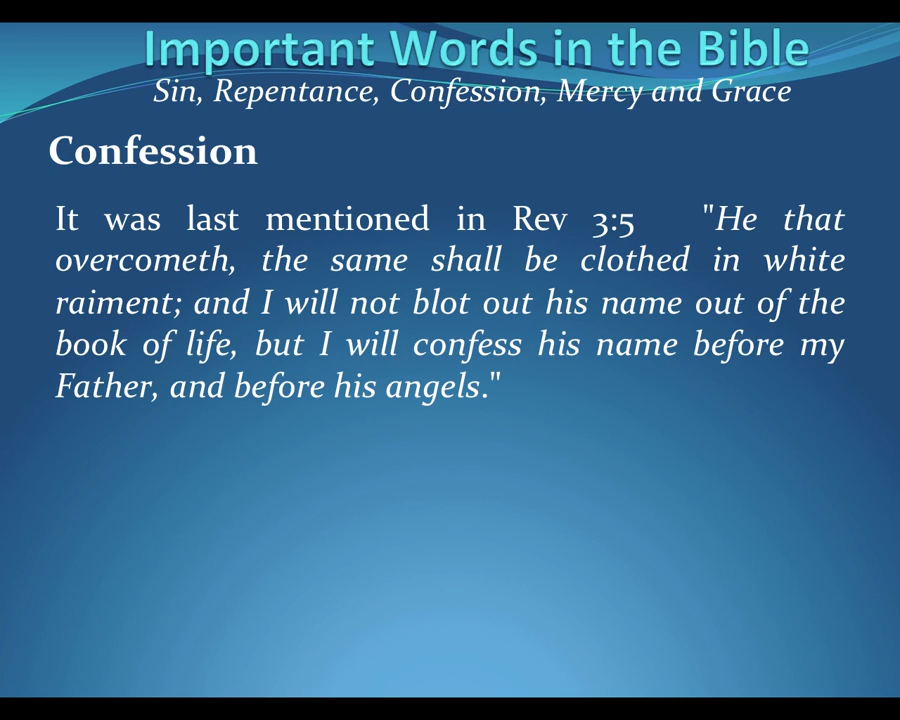 Important Words in the Bible
Sin, Repentance, Confession, Mercy and Grace
Confession
It was last mentioned in Rev 3:5 "He that
overcometh, the same shall be clothed in white
raiment; and I will not blot out his name out of the
book of life, but I will confess his name before my
Father, and before his angels."